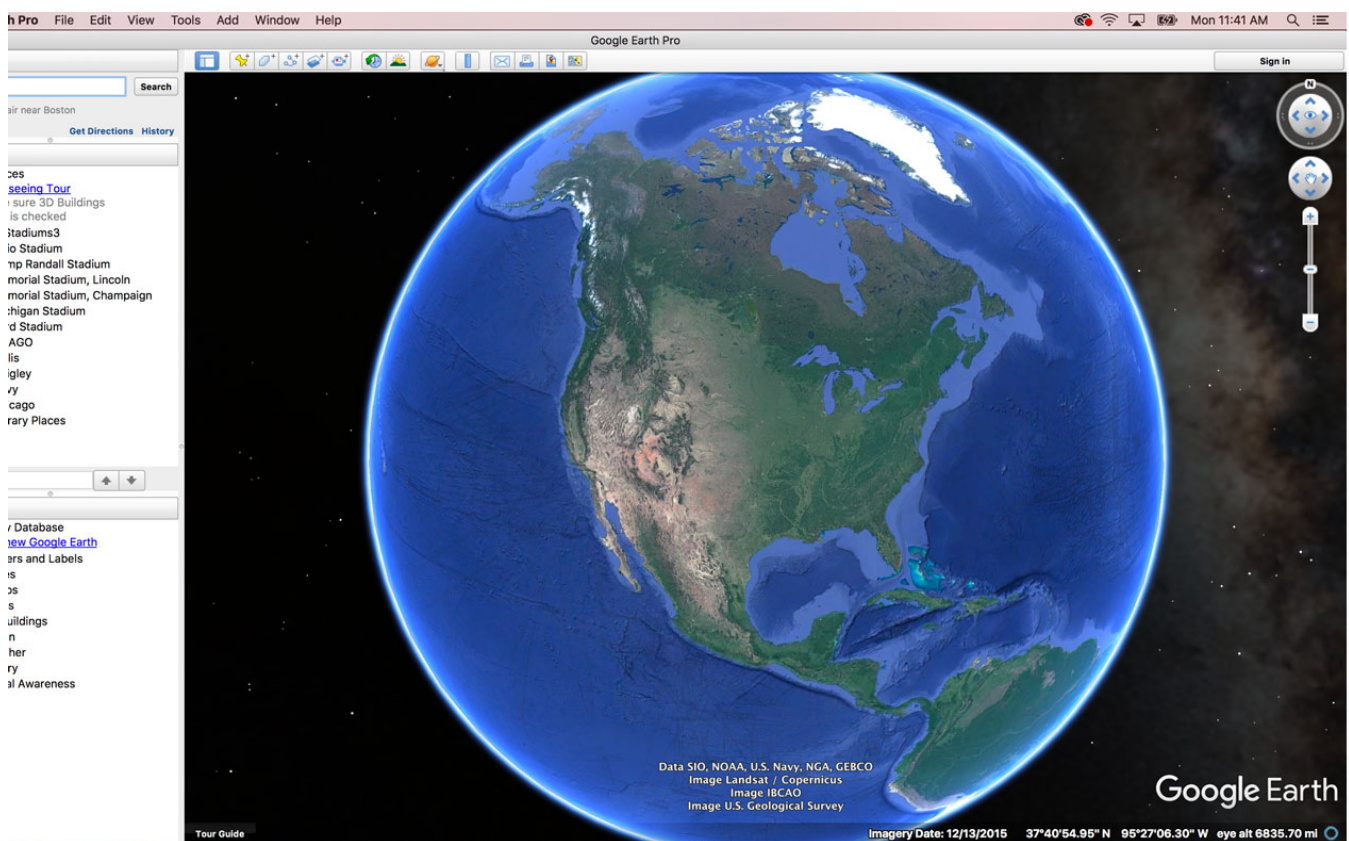 h Pro File Edit View Tools Add Window Help Mon 11:41 AM
Google Earth Pro
Sign in
Search
air near Boston
Get Directions History
ces
seeing Tour
e sure 3D Buildings
is checked
Stadiums3
io Stadium
mp Randall Stadium
morial Stadium, Lincoln
morial Stadium, Champaign
chigan Stadium
rd Stadium
AGO
lis
igley
vy
cago
rary Places
y Database
new Google Earth
ers and Labels
es
os
s
uildings
n
her
ry
al Awareness
N
Data SIO, NOAA, U.S. Navy, NGA, GEBCO
Image Landsat / Copernicus
Image IBCAO
Image U.S. Geological Survey
Google Earth
Tour Guide
Imagery Date: 12/13/2015 37°40'54.95" N 95°27'06.30" W eye alt 6835.70 mi